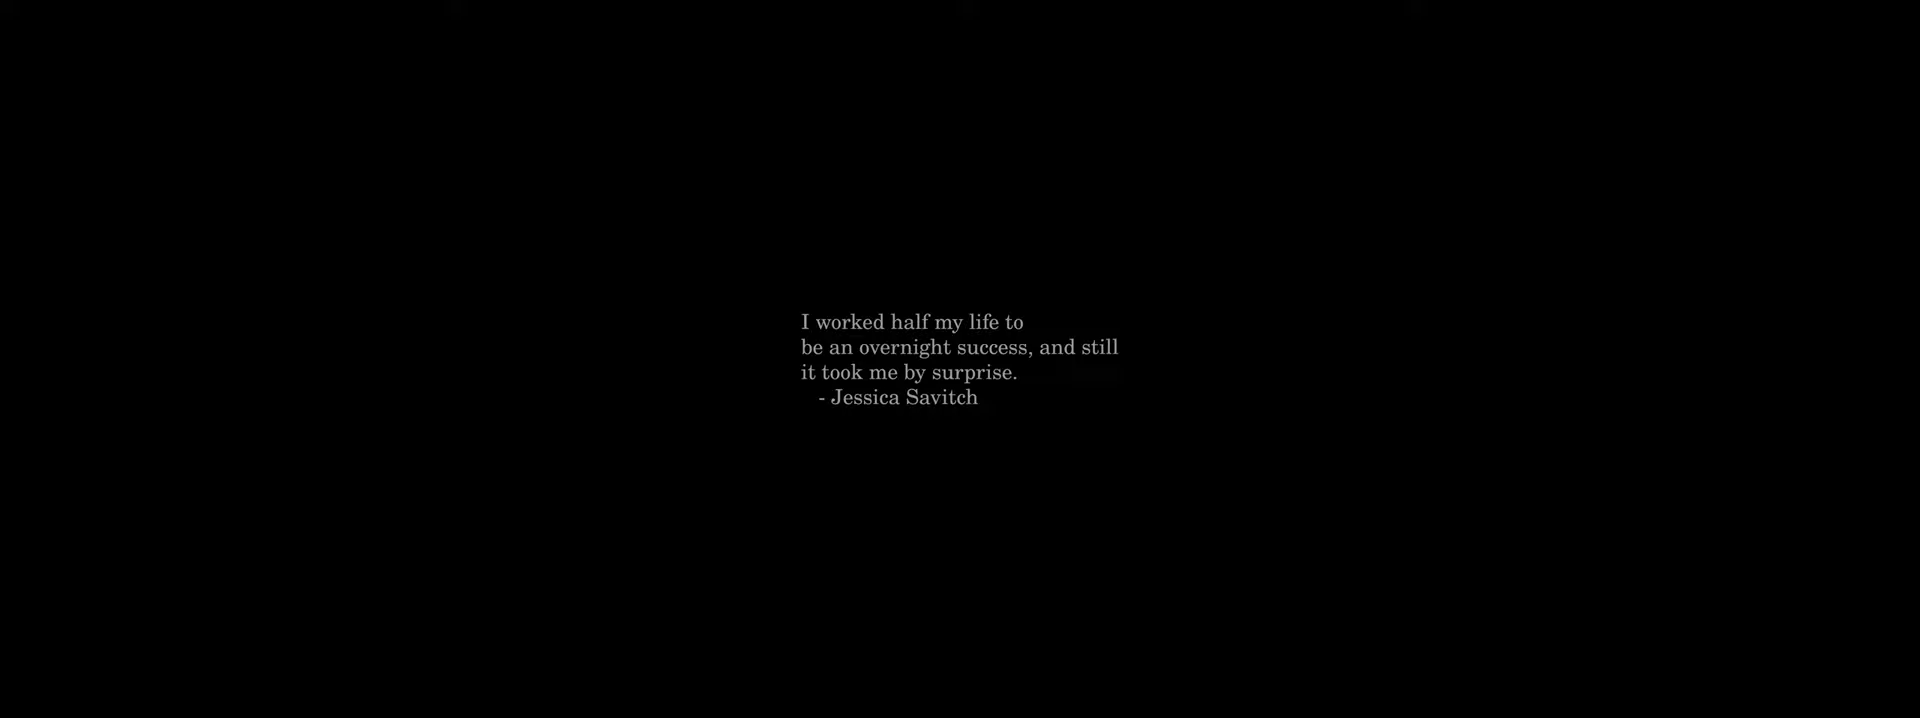 I worked half my life to
be an overnight success, and still
it took me by surprise.
- Jessica Savitch